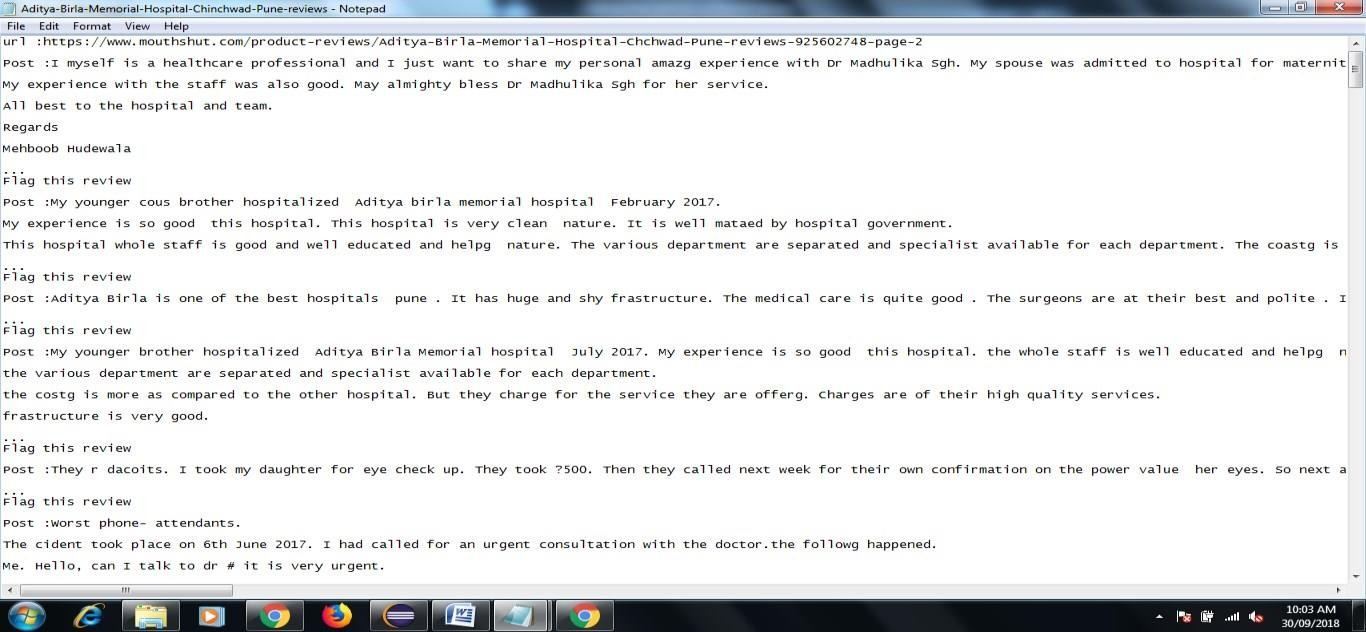 Aditya-Birla-Memorial-Hospital-Chinchwad-Pune-reviews - Notepad
File Edit Format View Help
url :https://www.mouthshut.com/product-reviews/Aditya-Birla-Memorial-Hospital-Chchwad-Pune-reviews-925602748-page-2
Post :I myself is a healthcare professional and I just want to share my personal amazg experience with Dr Madhulika Sgh. My spouse was admitted to hospital for maternit
My experience with the staff was also good. May almighty bless Dr Madhulika Sgh for her service.
All best to the hospital and team.
Regards
Mehboob Hudewala
...
Flag this review
Post :My younger cous brother hospitalized  Aditya birla memorial hospital  February 2017.
My experience is so good  this hospital. This hospital is very clean  nature. It is well mataed by hospital government.
This hospital whole staff is good and well educated and helpg  nature. The various department are separated and specialist available for each department. The coastg is
...
Flag this review
Post :Aditya Birla is one of the best hospitals  pune . It has huge and shy frastructure. The medical care is quite good . The surgeons are at their best and polite . I
...
Flag this review
Post :My younger brother hospitalized  Aditya Birla Memorial hospital  July 2017. My experience is so good  this hospital. the whole staff is well educated and helpg  n
the various department are separated and specialist available for each department.
the costg is more as compared to the other hospital. But they charge for the service they are offerg. Charges are of their high quality services.
frastructure is very good.
...
Flag this review
Post :They r dacoits. I took my daughter for eye check up. They took ?500. Then they called next week for their own confirmation on the power value  her eyes. So next a
...
Flag this review
Post :Worst phone- attendants.
The cident took place on 6th June 2017. I had called for an urgent consultation with the doctor.the followg happened.
Me. Hello, can I talk to dr # it is very urgent.
10:03 AM
30/09/2018